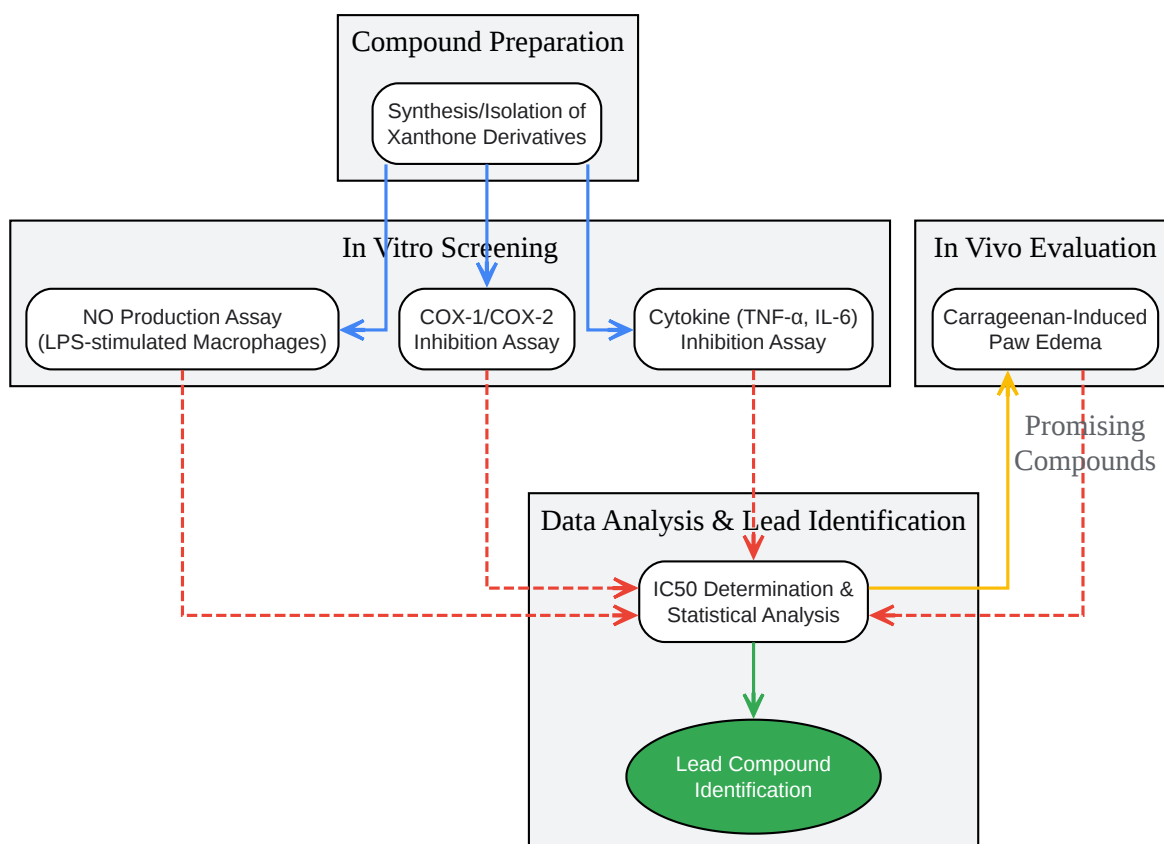 Compound Preparation
Synthesis/Isolation of
Xanthone Derivatives
In Vitro Screening
NO Production Assay
(LPS-stimulated Macrophages)
COX-1/COX-2
Inhibition Assay
Cytokine (TNF-α, IL-6)
Inhibition Assay
In Vivo Evaluation
Carrageenan-Induced
Paw Edema
Promising
Compounds
Data Analysis & Lead Identification
IC50 Determination &
Statistical Analysis
Lead Compound
Identification